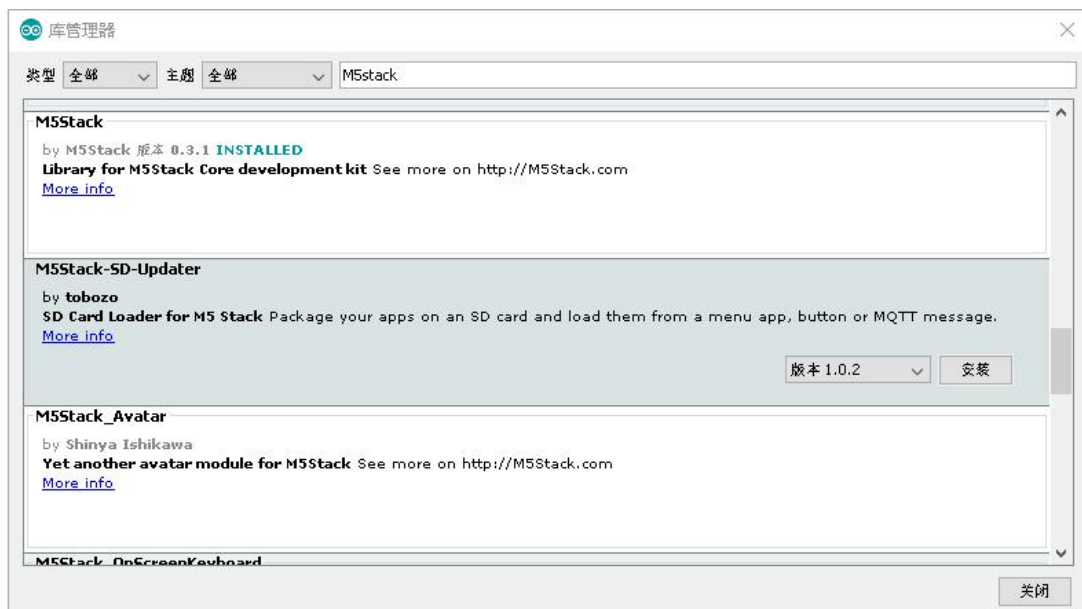 库管理器
类型 全部 主题 全部 M5stack
M5Stack
by M5Stack 版本 0.3.1 INSTALLED
Library for M5Stack Core development kit See more on http://M5Stack.com
More info
M5Stack-SD-Updater
by tobozo
SD Card Loader for M5 Stack Package your apps on an SD card and load them from a menu app, button or MQTT message.
More info
版本 1.0.2 安装
M5Stack_Avatar
by Shinya Ishikawa
Yet another avatar module for M5Stack See more on http://M5Stack.com
More info
M5Stack_OnScreenKeyboard
关闭